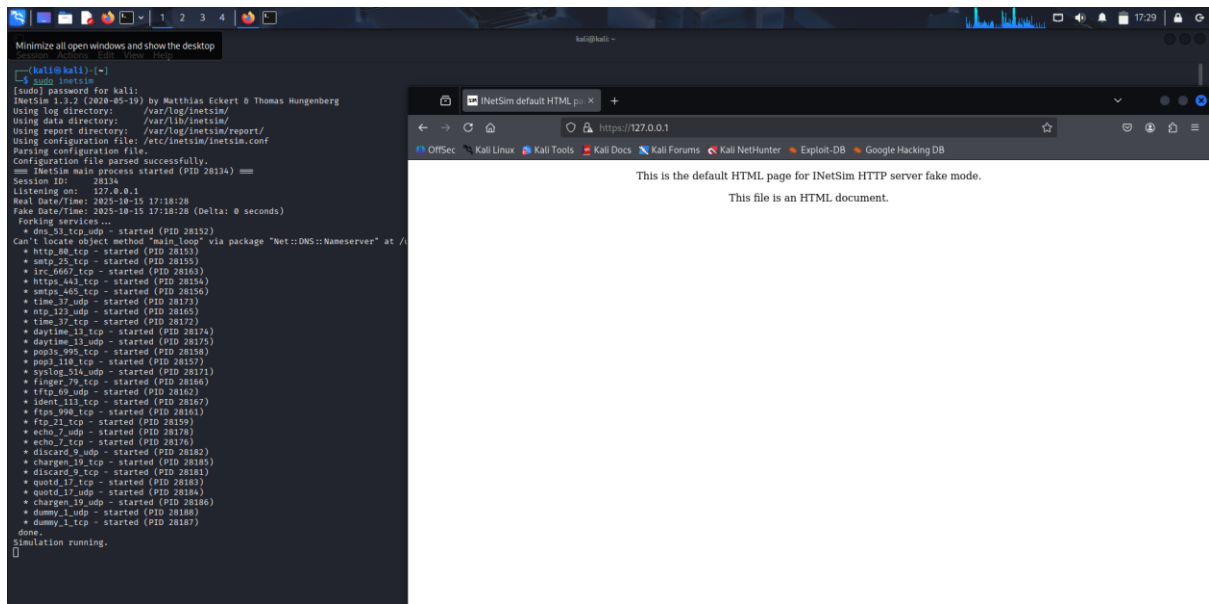 1 2 3 4
17:29
Minimize all open windows and show the desktop
kali@kali: ~
Session Actions Edit View Help
(kali㉿kali)-[~]
$ sudo inetsim
[sudo] password for kali:
INetSim 1.3.2 (2020-05-19) by Matthias Eckert & Thomas Hungenberg
Using log directory: /var/log/inetsim/
Using data directory: /var/lib/inetsim/
Using report directory: /var/log/inetsim/report/
Using configuration file: /etc/inetsim/inetsim.conf
Parsing configuration file.
Configuration file parsed successfully.
=== INetSim main process started (PID 28134) ===
Session ID: 28134
Listening on: 127.0.0.1
Real Date/Time: 2025-10-15 17:18:28
Fake Date/Time: 2025-10-15 17:18:28 (Delta: 0 seconds)
Forking services ...
* dns_53_tcp_udp - started (PID 28152)
Can't locate object method "main_loop" via package "Net::DNS::Nameserver" at /u
* http_80_tcp - started (PID 28153)
* smtp_25_tcp - started (PID 28155)
* irc_6667_tcp - started (PID 28163)
* https_443_tcp - started (PID 28154)
* smtps_465_tcp - started (PID 28156)
* time_37_udp - started (PID 28173)
* ntp_123_udp - started (PID 28165)
* time_37_tcp - started (PID 28172)
* daytime_13_tcp - started (PID 28174)
* daytime_13_udp - started (PID 28175)
* pop3s_995_tcp - started (PID 28158)
* pop3_110_tcp - started (PID 28157)
* syslog_514_udp - started (PID 28171)
* finger_79_tcp - started (PID 28166)
* tftp_69_udp - started (PID 28162)
* ident_113_tcp - started (PID 28167)
* ftps_990_tcp - started (PID 28161)
* ftp_21_tcp - started (PID 28159)
* echo_7_udp - started (PID 28178)
* echo_7_tcp - started (PID 28176)
* discard_9_udp - started (PID 28182)
* chargen_19_tcp - started (PID 28185)
* discard_9_tcp - started (PID 28181)
* quotd_17_tcp - started (PID 28183)
* quotd_17_udp - started (PID 28184)
* chargen_19_udp - started (PID 28186)
* dummy_1_udp - started (PID 28188)
* dummy_1_tcp - started (PID 28187)
done.
Simulation running.
INetSim default HTML pa
https://127.0.0.1
OffSec Kali Linux Kali Tools Kali Docs Kali Forums Kali NetHunter Exploit-DB Google Hacking DB
This is the default HTML page for INetSim HTTP server fake mode.
This file is an HTML document.